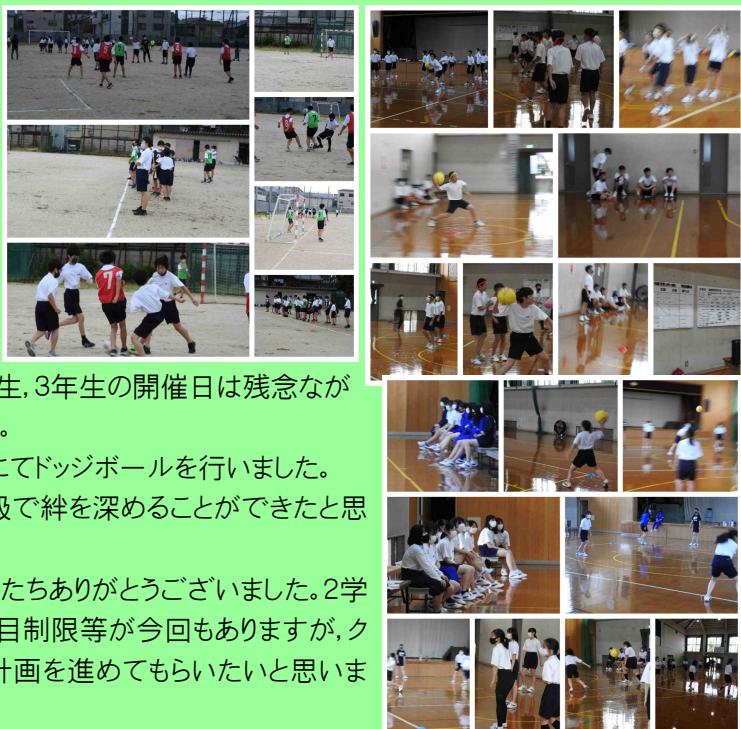 生,3年生の開催日は残念なが
。
にてドッジボールを行いました。
級で絆を深めることができたと思
たちありがとうございました。2学
目制限等が今回もありますが,ク
計画を進めてもらいたいと思いま
7